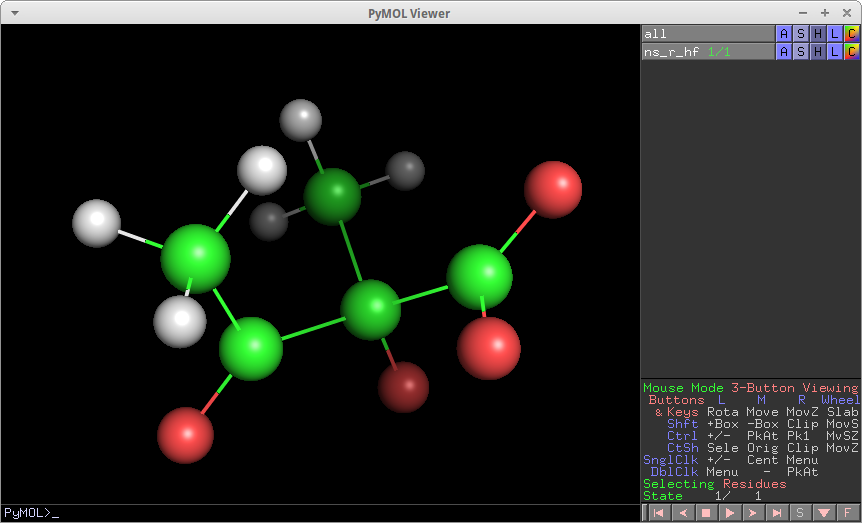 PyMOL Viewer
all A S H L C
ns_r_hf 1/1 A S H L C
Mouse Mode 3-Button Viewing
Buttons L M R Wheel
& Keys Rota Move MovZ Slab
Shft +Box -Box Clip MovS
Ctrl +/- PkAt Pk1 MvSZ
CtSh Sele Orig Clip MovZ
SnglClk +/- Cent Menu
DblClk Menu - PkAt
Selecting Residues
State 1/ 1
PyMOL>_
S F